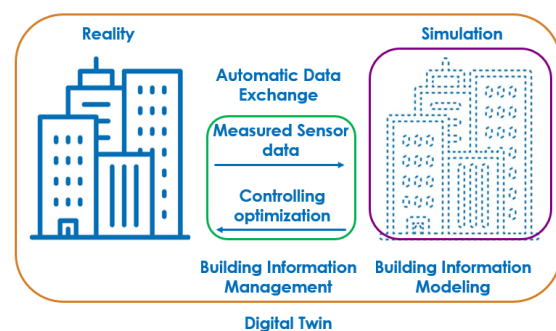 Reality
Simulation
Automatic Data
Exchange
Measured Sensor
data
Controlling
optimization
Building Information
Management
Building Information
Modeling
Digital Twin